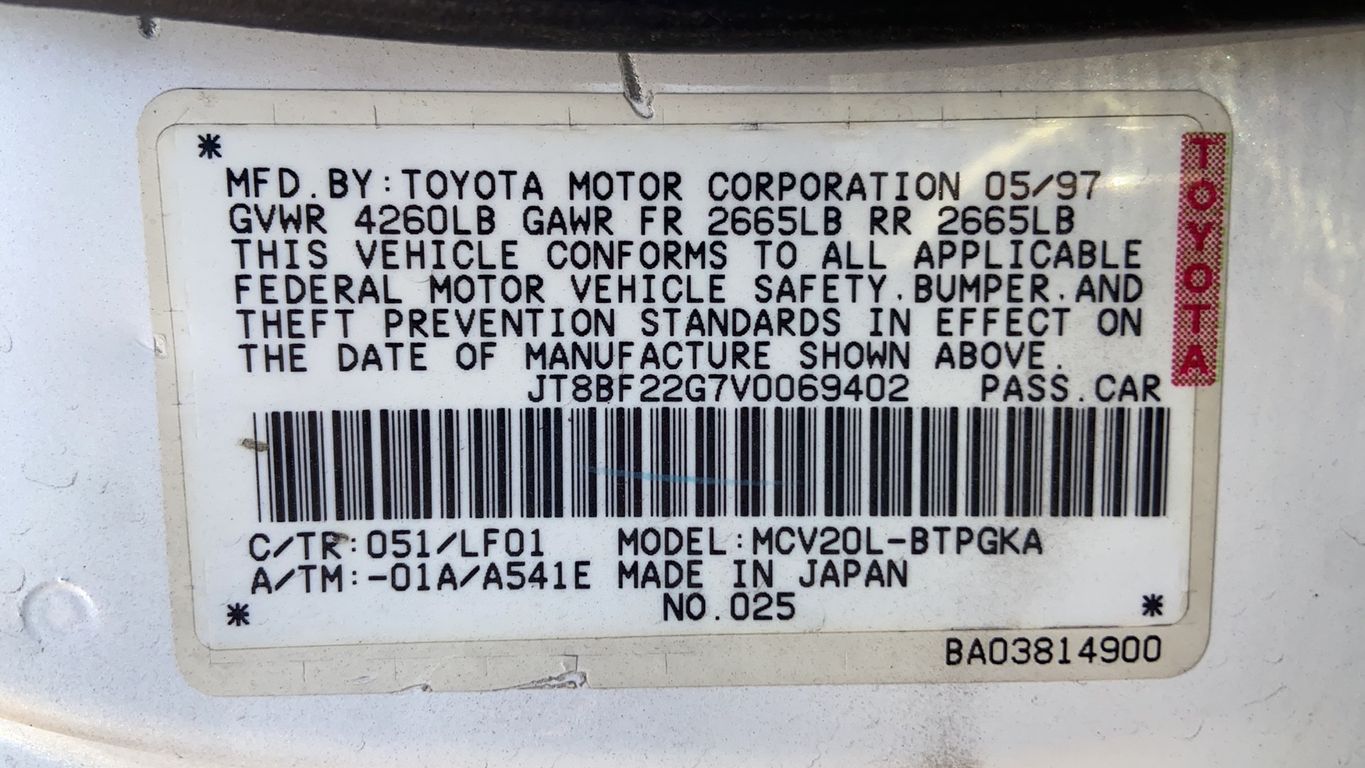 *
MFD.BY:TOYOTA MOTOR CORPORATION 05/97
GVWR 4260LB GAWR FR 2665LB RR 2665LB
THIS VEHICLE CONFORMS TO ALL APPLICABLE
FEDERAL MOTOR VEHICLE SAFETY.BUMPER.AND
THEFT PREVENTION STANDARDS IN EFFECT ON
THE DATE OF MANUFACTURE SHOWN ABOVE.
JT8BF22G7V0069402 PASS.CAR
C/TR:051/LF01 MODEL:MCV20L-BTPGKA
A/TM:-01A/A541E MADE IN JAPAN
* NO.025 *
BA03814900
TOYOTA